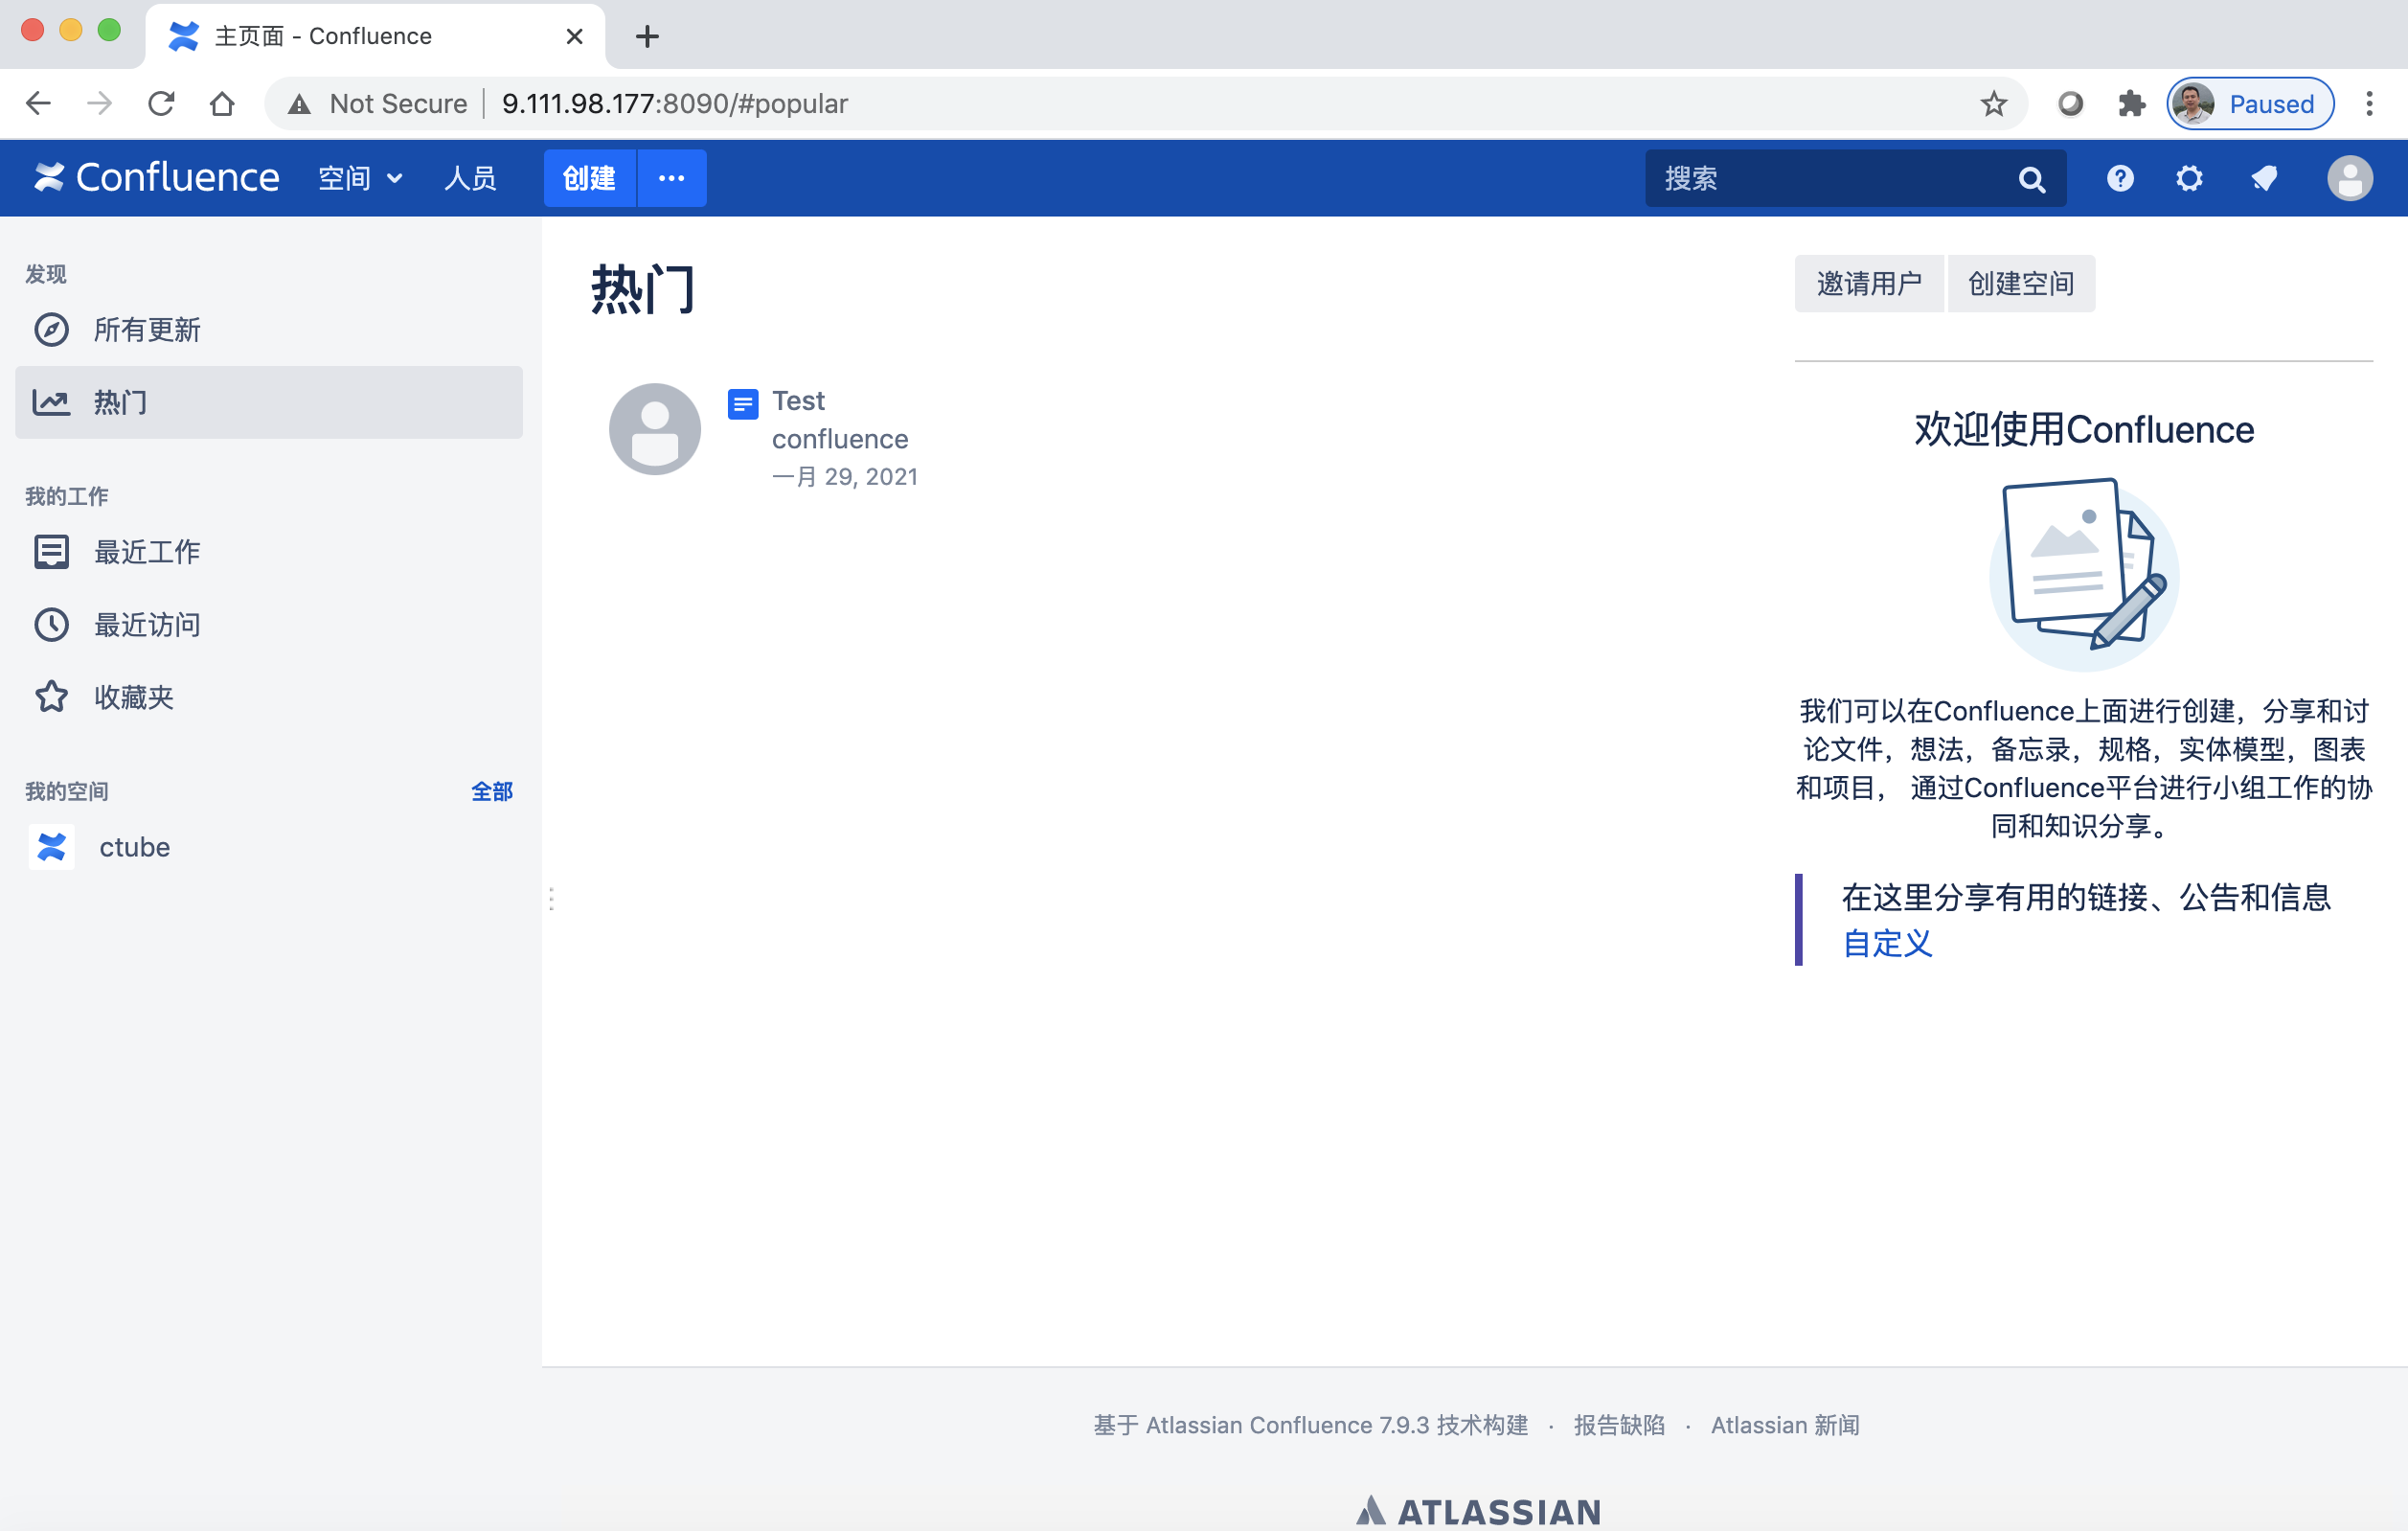 主页面 - Confluence
Not Secure 9.111.98.177:8090/#popular
Paused
Confluence 空间 人员 创建 搜索
发现
所有更新
热门
我的工作
最近工作
最近访问
收藏夹
我的空间 全部
ctube
热门
Test
confluence
一月 29, 2021
邀请用户 创建空间
欢迎使用Confluence
我们可以在Confluence上面进行创建，分享和讨
论文件，想法，备忘录，规格，实体模型，图表
和项目， 通过Confluence平台进行小组工作的协
同和知识分享。
在这里分享有用的链接、公告和信息
自定义
基于 Atlassian Confluence 7.9.3 技术构建 · 报告缺陷 · Atlassian 新闻
ATLASSIAN